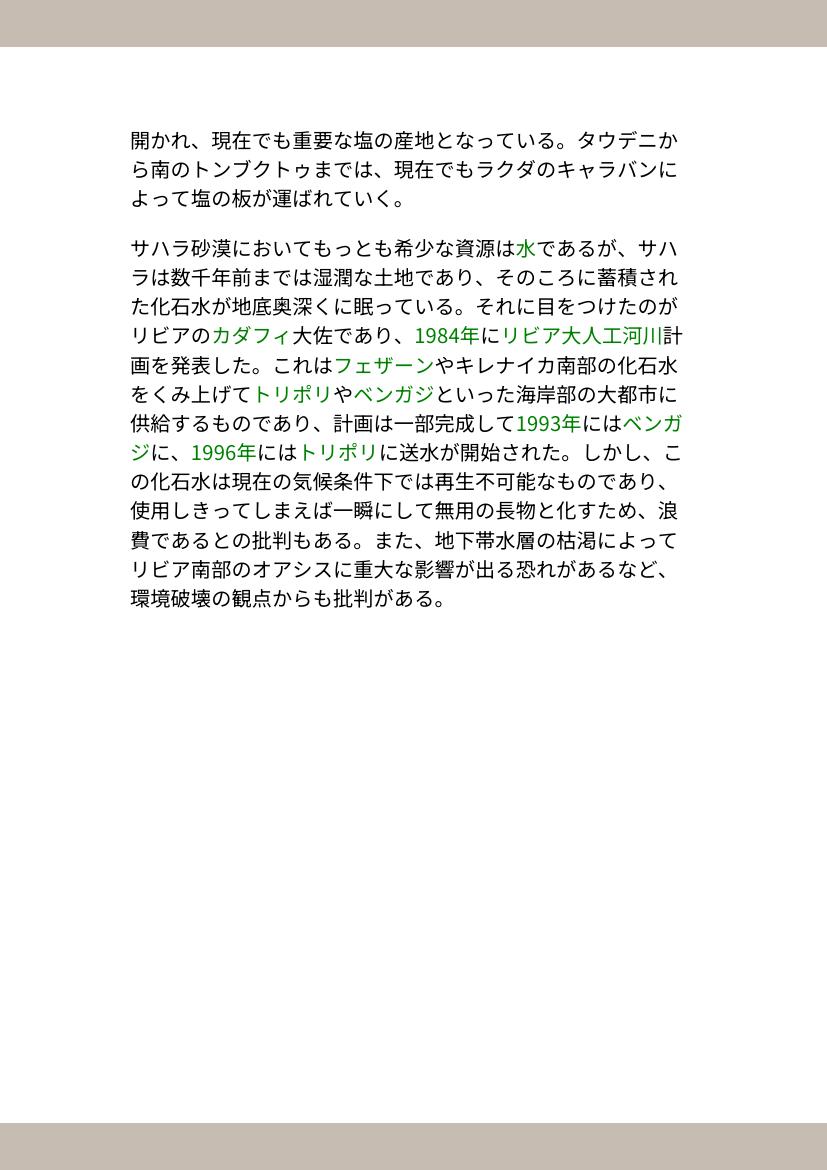 開かれ、現在でも重要な塩の産地となっている。タウデニか
ら南のトンブクトゥまでは、現在でもラクダのキャラバンに
よって塩の板が運ばれていく。
サハラ砂漠においてもっとも希少な資源は水であるが、サハ
ラは数千年前までは湿潤な土地であり、そのころに蓄積され
た化石水が地底奥深くに眠っている。それに目をつけたのが
リビアのカダフィ大佐であり、1984年にリビア大人工河川計
画を発表した。これはフェザーンやキレナイカ南部の化石水
をくみ上げてトリポリやベンガジといった海岸部の大都市に
供給するものであり、計画は一部完成して1993年にはベンガ
ジに、1996年にはトリポリに送水が開始された。しかし、こ
の化石水は現在の気候条件下では再生不可能なものであり、
使用しきってしまえば一瞬にして無用の長物と化すため、浪
費であるとの批判もある。また、地下帯水層の枯渇によって
リビア南部のオアシスに重大な影響が出る恐れがあるなど、
環境破壊の観点からも批判がある。